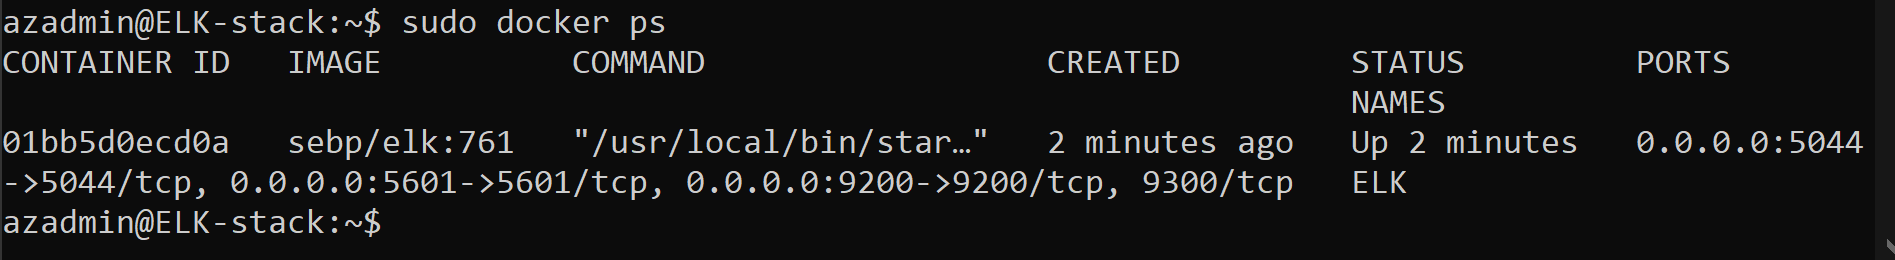 azadmin@ELK-stack:~$ sudo docker ps
CONTAINER ID   IMAGE          COMMAND                  CREATED         STATUS         PORTS
                                                                       NAMES
01bb5d0ecd0a   sebp/elk:761   "/usr/local/bin/star…"   2 minutes ago   Up 2 minutes   0.0.0.0:5044
->5044/tcp, 0.0.0.0:5601->5601/tcp, 0.0.0.0:9200->9200/tcp, 9300/tcp   ELK
azadmin@ELK-stack:~$